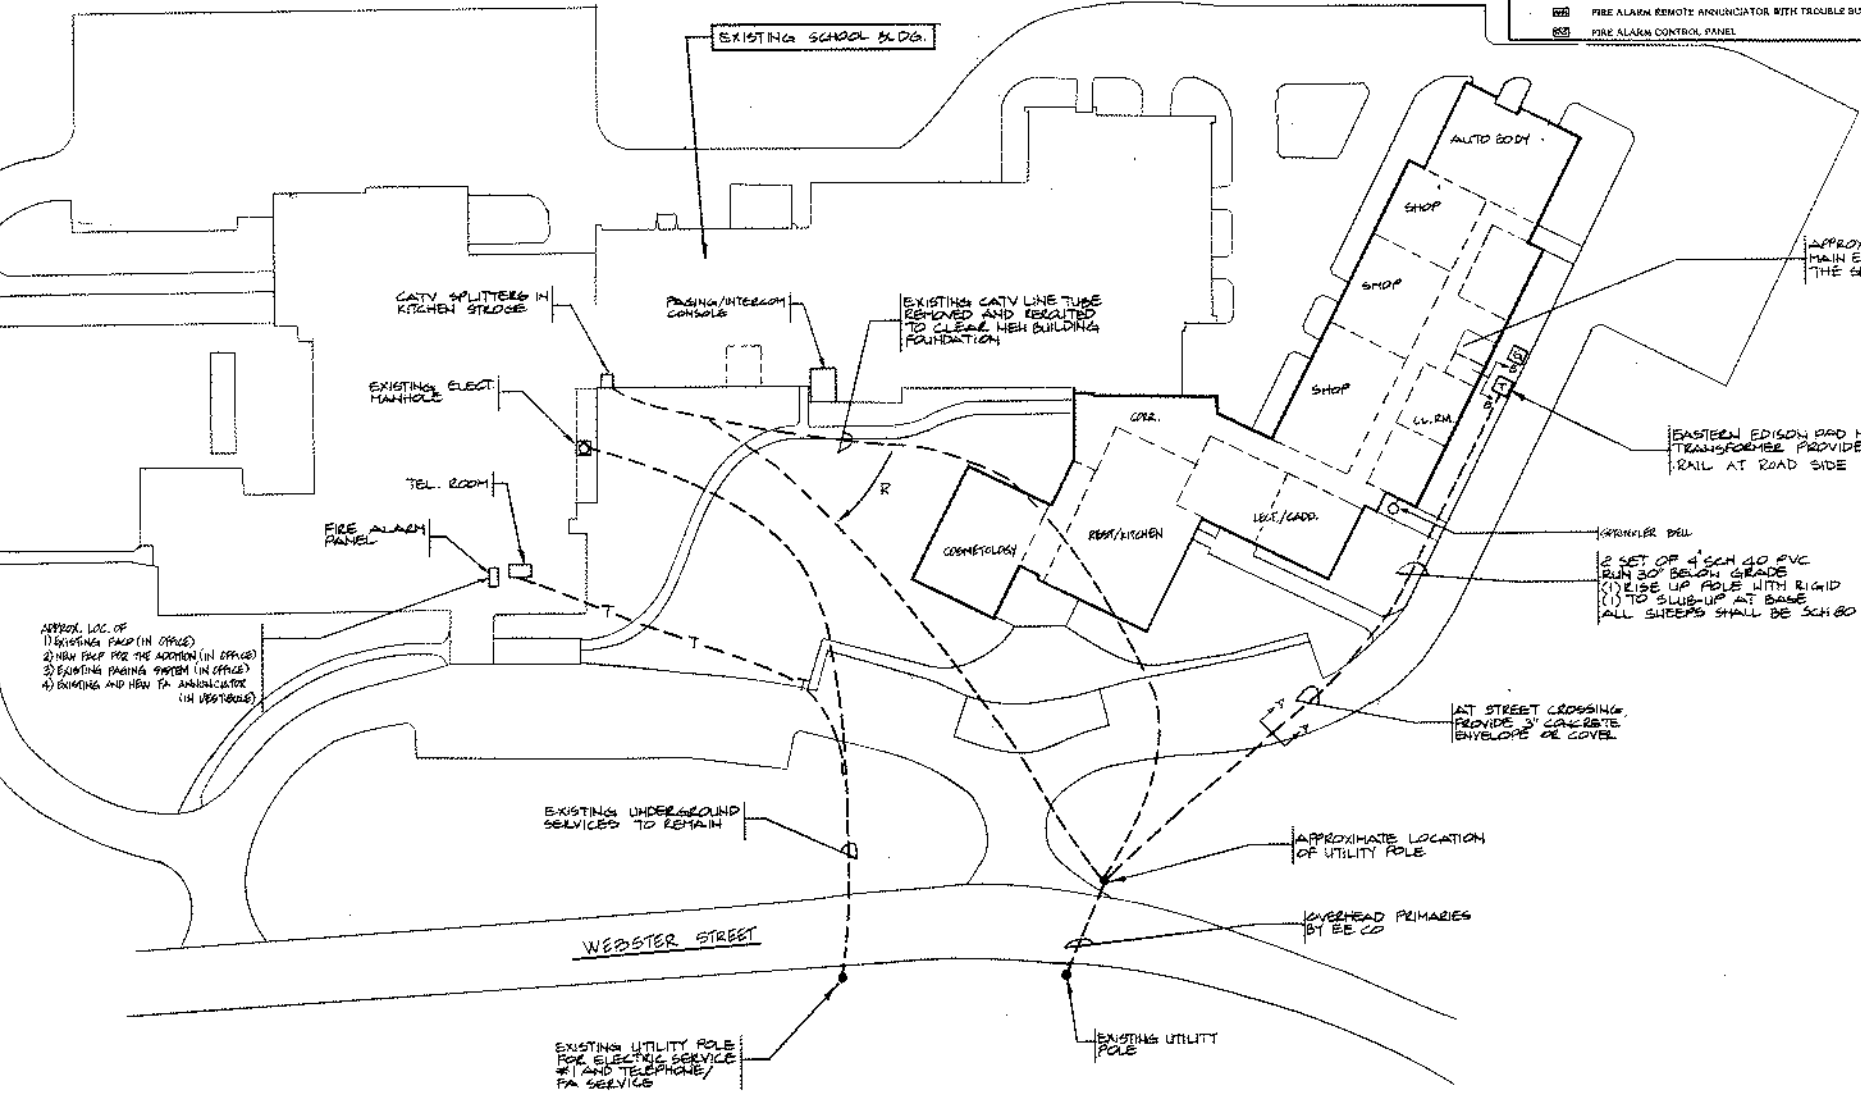 FIRE ALARM REMOTE ANNUNCIATOR WITH TROUBLE BU
FIRE ALARM CONTROL PANEL
EXISTING SCHOOL BLDG.
AUTO BODY
SHOP
SHOP
SHOP
CL. RM.
CORR.
COSMETOLOGY
REST/KITCHEN
LECT./CADD.
APPROX
MAIN E
THE S
CATV SPLITTERS IN
KITCHEN STROGE
PAGING/INTERCOM
CONSOLE
EXISTING CATV LINE TUBE
REMOVED AND REROUTED
TO CLEAR NEW BUILDING
FOUNDATION
EXISTING ELECT.
MANHOLE
R
TEL. ROOM
FIRE ALARM
PANEL
T
T
EASTERN EDISON PAD M
TRANSFORMER PROVIDE
RAIL AT ROAD SIDE
SPRINKLER BELL
2 SET OF 4" SCH 40 PVC
RUN 30" BELOW GRADE
(1) RISE UP POLE WITH RIGID
(1) TO STUB-UP AT BASE
ALL SWEEPS SHALL BE SCH 80
APPROX. LOC. OF
1) EXISTING FACP (IN OFFICE)
2) NEW FACP FOR THE ADDITION (IN OFFICE)
3) EXISTING PAGING SYSTEM (IN OFFICE)
4) EXISTING AND NEW FA ANNUNCIATOR
(IN VESTIBULE)
AT STREET CROSSING
PROVIDE 3" CONCRETE
ENVELOPE OR COVER
EXISTING UNDERGROUND
SERVICES TO REMAIN
APPROXIMATE LOCATION
OF UTILITY POLE
OVERHEAD PRIMARIES
BY EE CO
WEBSTER STREET
EXISTING UTILITY POLE
FOR ELECTRIC SERVICE
#1 AND TELEPHONE/
FA SERVICE
EXISTING UTILITY
POLE